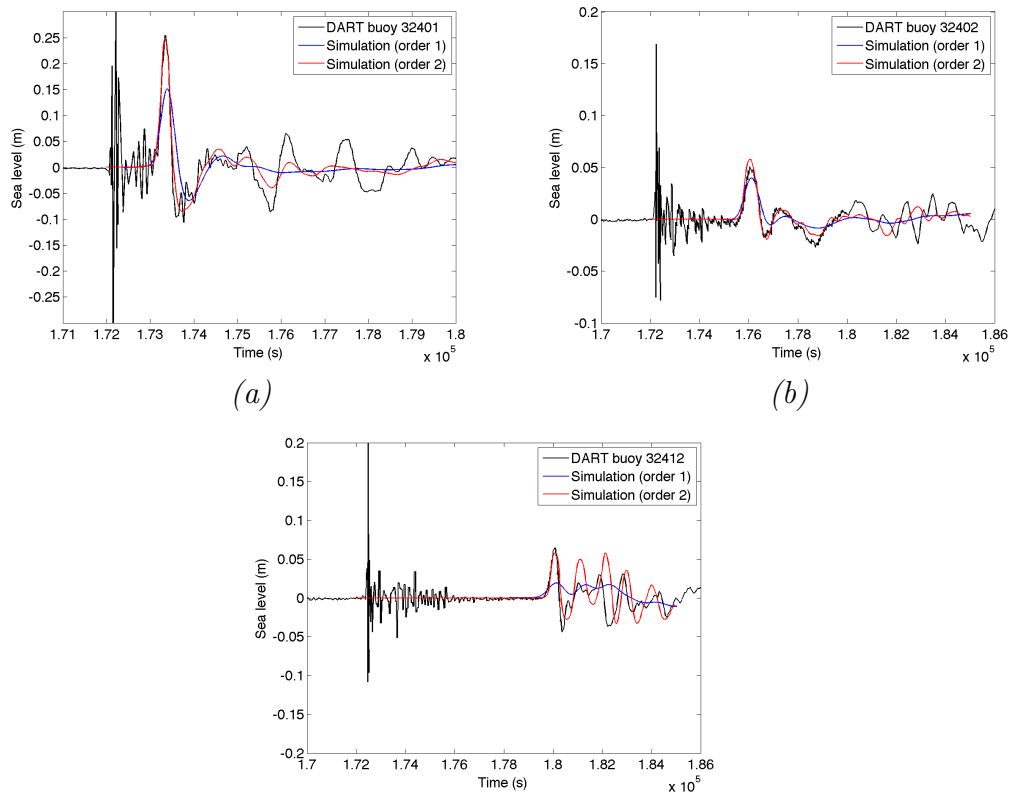 DART buoy 32401
Simulation (order 1)
Simulation (order 2)
Sea level (m)
0.25
0.2
0.15
0.1
0.05
0
-0.05
-0.1
-0.15
-0.2
-0.25
1.71 1.72 1.73 1.74 1.75 1.76 1.77 1.78 1.79 1.8
Time (s)
x 10^5
(a)
DART buoy 32402
Simulation (order 1)
Simulation (order 2)
Sea level (m)
0.2
0.15
0.1
0.05
0
-0.05
-0.1
1.7 1.72 1.74 1.76 1.78 1.8 1.82 1.84 1.86
Time (s)
x 10^5
(b)
DART buoy 32412
Simulation (order 1)
Simulation (order 2)
Sea level (m)
0.2
0.15
0.1
0.05
0
-0.05
-0.1
-0.15
-0.2
1.7 1.72 1.74 1.76 1.78 1.8 1.82 1.84 1.86
Time (s)
x 10^5